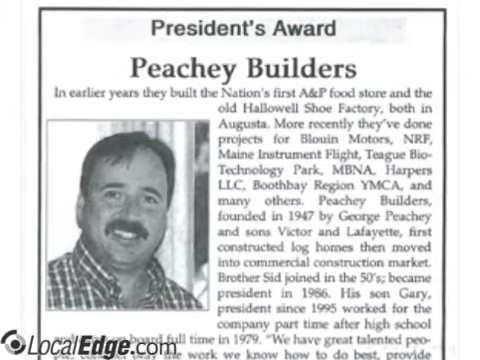 President's Award
Peachey Builders
In earlier years they built the Nation's first A&P food store and the
old Hallowell Shoe Factory, both in
Augusta. More recently they've done
projects for Blouin Motors, NRF,
Maine Instrument Flight, Teague Bio-
Technology Park, MBNA, Harpers
LLC, Boothbay Region YMCA, and
many others. Peachey Builders,
founded in 1947 by George Peachey
and sons Victor and Lafayette, first
constructed log homes then moved
into commercial construction market.
Brother Sid joined in the 50's; became
president in 1986. His son Gary,
president since 1995 worked for the
company part time after high school
board full time in 1979. "We have great talented peo-
the work we know how to do best, provide
LocalEdge.com